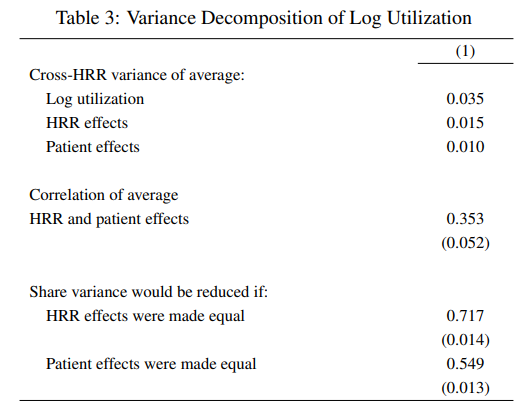 Table 3: Variance Decomposition of Log Utilization
(1)
Cross-HRR variance of average:
Log utilization 0.035
HRR effects 0.015
Patient effects 0.010
Correlation of average
HRR and patient effects 0.353
(0.052)
Share variance would be reduced if:
HRR effects were made equal 0.717
(0.014)
Patient effects were made equal 0.549
(0.013)